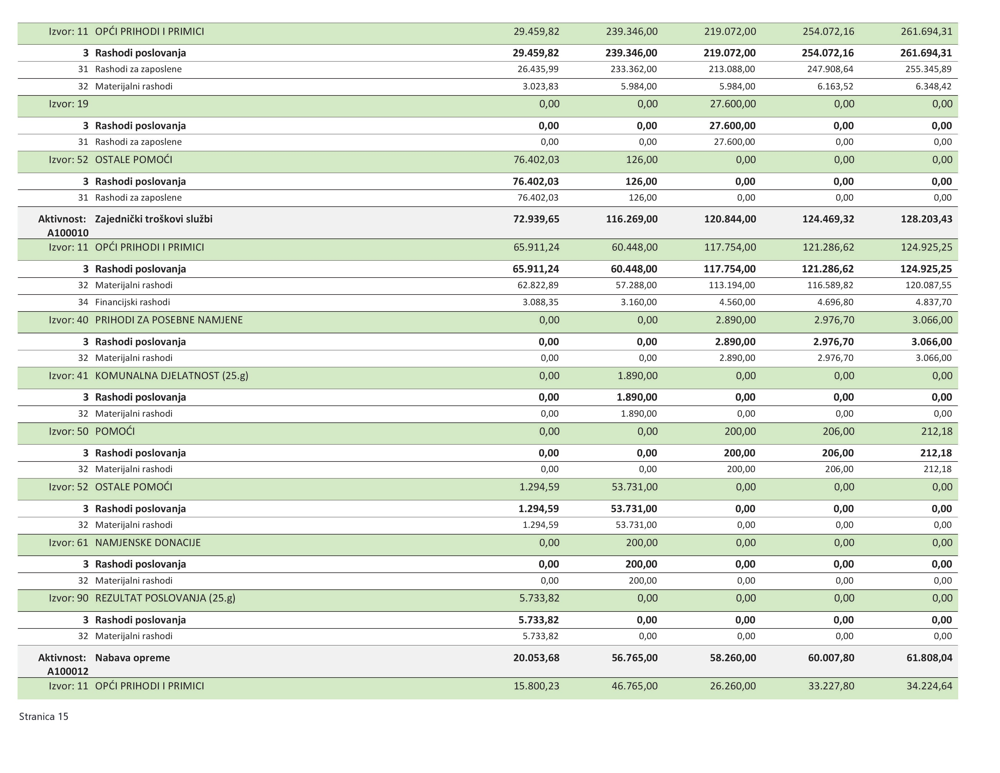 Izvor: 11 OPĆI PRIHODI I PRIMICI 29.459,82 239.346,00 219.072,00 254.072,16 261.694,31
3 Rashodi poslovanja 29.459,82 239.346,00 219.072,00 254.072,16 261.694,31
31 Rashodi za zaposlene 26.435,99 233.362,00 213.088,00 247.908,64 255.345,89
32 Materijalni rashodi 3.023,83 5.984,00 5.984,00 6.163,52 6.348,42
Izvor: 19 0,00 0,00 27.600,00 0,00 0,00
3 Rashodi poslovanja 0,00 0,00 27.600,00 0,00 0,00
31 Rashodi za zaposlene 0,00 0,00 27.600,00 0,00 0,00
Izvor: 52 OSTALE POMOĆI 76.402,03 126,00 0,00 0,00 0,00
3 Rashodi poslovanja 76.402,03 126,00 0,00 0,00 0,00
31 Rashodi za zaposlene 76.402,03 126,00 0,00 0,00 0,00
Aktivnost: Zajednički troškovi službi 72.939,65 116.269,00 120.844,00 124.469,32 128.203,43
A100010
Izvor: 11 OPĆI PRIHODI I PRIMICI 65.911,24 60.448,00 117.754,00 121.286,62 124.925,25
3 Rashodi poslovanja 65.911,24 60.448,00 117.754,00 121.286,62 124.925,25
32 Materijalni rashodi 62.822,89 57.288,00 113.194,00 116.589,82 120.087,55
34 Financijski rashodi 3.088,35 3.160,00 4.560,00 4.696,80 4.837,70
Izvor: 40 PRIHODI ZA POSEBNE NAMJENE 0,00 0,00 2.890,00 2.976,70 3.066,00
3 Rashodi poslovanja 0,00 0,00 2.890,00 2.976,70 3.066,00
32 Materijalni rashodi 0,00 0,00 2.890,00 2.976,70 3.066,00
Izvor: 41 KOMUNALNA DJELATNOST (25.g) 0,00 1.890,00 0,00 0,00 0,00
3 Rashodi poslovanja 0,00 1.890,00 0,00 0,00 0,00
32 Materijalni rashodi 0,00 1.890,00 0,00 0,00 0,00
Izvor: 50 POMOĆI 0,00 0,00 200,00 206,00 212,18
3 Rashodi poslovanja 0,00 0,00 200,00 206,00 212,18
32 Materijalni rashodi 0,00 0,00 200,00 206,00 212,18
Izvor: 52 OSTALE POMOĆI 1.294,59 53.731,00 0,00 0,00 0,00
3 Rashodi poslovanja 1.294,59 53.731,00 0,00 0,00 0,00
32 Materijalni rashodi 1.294,59 53.731,00 0,00 0,00 0,00
Izvor: 61 NAMJENSKE DONACIJE 0,00 200,00 0,00 0,00 0,00
3 Rashodi poslovanja 0,00 200,00 0,00 0,00 0,00
32 Materijalni rashodi 0,00 200,00 0,00 0,00 0,00
Izvor: 90 REZULTAT POSLOVANJA (25.g) 5.733,82 0,00 0,00 0,00 0,00
3 Rashodi poslovanja 5.733,82 0,00 0,00 0,00 0,00
32 Materijalni rashodi 5.733,82 0,00 0,00 0,00 0,00
Aktivnost: Nabava opreme 20.053,68 56.765,00 58.260,00 60.007,80 61.808,04
A100012
Izvor: 11 OPĆI PRIHODI I PRIMICI 15.800,23 46.765,00 26.260,00 33.227,80 34.224,64
Stranica 15